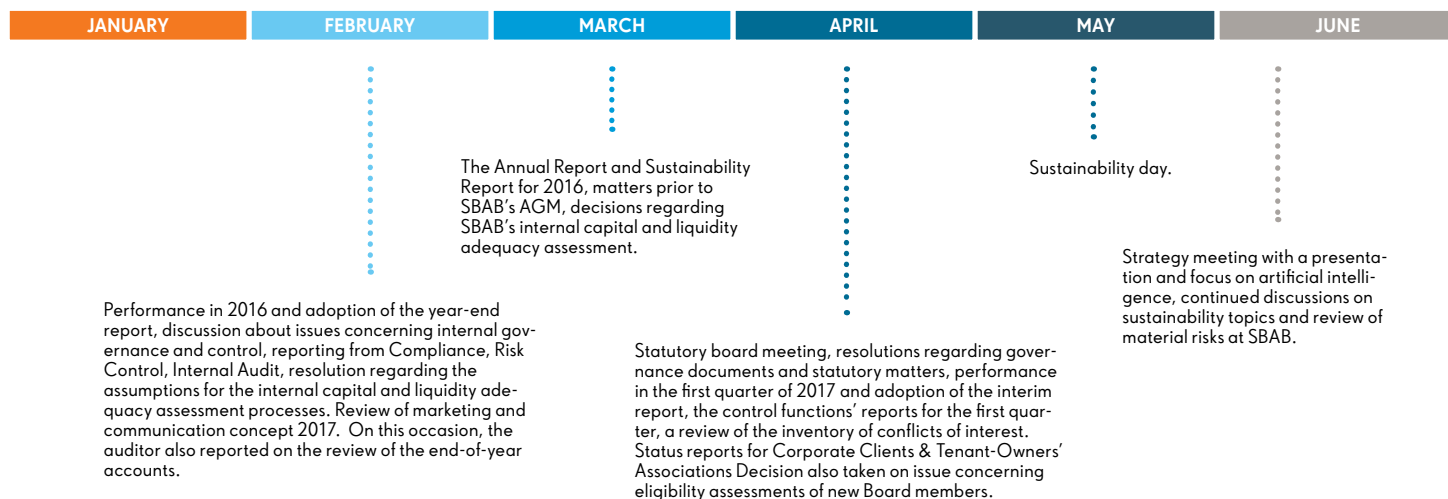 JANUARY
FEBRUARY
MARCH
APRIL
MAY
JUNE
Performance in 2016 and adoption of the year-end
report, discussion about issues concerning internal gov-
ernance and control, reporting from Compliance, Risk
Control, Internal Audit, resolution regarding the
assumptions for the internal capital and liquidity ade-
quacy assessment processes. Review of marketing and
communication concept 2017.  On this occasion, the
auditor also reported on the review of the end-of-year
accounts.
The Annual Report and Sustainability
Report for 2016, matters prior to
SBAB's AGM, decisions regarding
SBAB's internal capital and liquidity
adequacy assessment.
Statutory board meeting, resolutions regarding gover-
nance documents and statutory matters, performance
in the first quarter of 2017 and adoption of the interim
report, the control functions' reports for the first quar-
ter, a review of the inventory of conflicts of interest.
Status reports for Corporate Clients & Tenant-Owners'
Associations Decision also taken on issue concerning
eligibility assessments of new Board members.
Sustainability day.
Strategy meeting with a presenta-
tion and focus on artificial intelli-
gence, continued discussions on
sustainability topics and review of
material risks at SBAB.